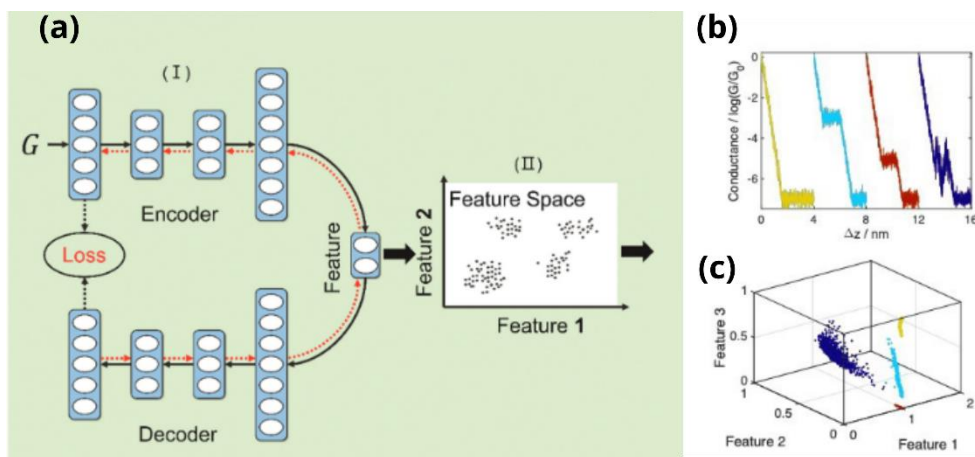 (a)
(I)
G
Encoder
Loss
Feature
Decoder
(II)
Feature Space
Feature 2
Feature 1
(b)
Conductance / log(G/G₀)
0
-2
-4
-6
0 4 8 12 16
Δz / nm
(c)
Feature 3
1
0.5
0
1
0.5
0
0
1
2
Feature 2
Feature 1